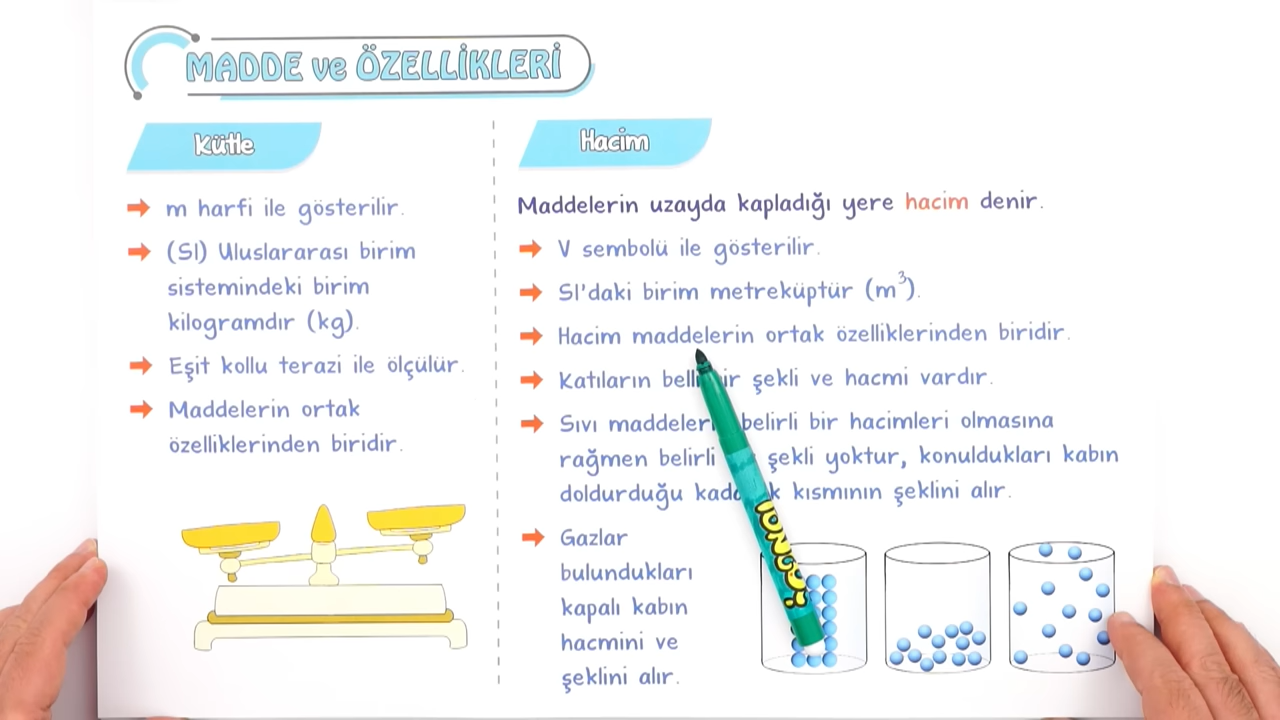 MADDE ve ÖZELLİKLERİ
Kütle
m harfi ile gösterilir.
(SI) Uluslararası birim
sistemindeki birim
kilogramdır (kg).
Eşit kollu terazi ile ölçülür.
Maddelerin ortak
özelliklerinden biridir.
Hacim
Maddelerin uzayda kapladığı yere hacim denir.
V sembolü ile gösterilir.
SI'daki birim metreküptür (m³).
Hacim maddelerin ortak özelliklerinden biridir.
Katıların şekli ve hacmi vardır.
Sıvı belirli bir hacimleri olmasına
rağmen belirli şekli yoktur, konuldukları kabın
doldurduğu kısmının şeklini alır.
Gazlar
bulundukları
kapalı kabın
hacmini ve
şeklini alır.